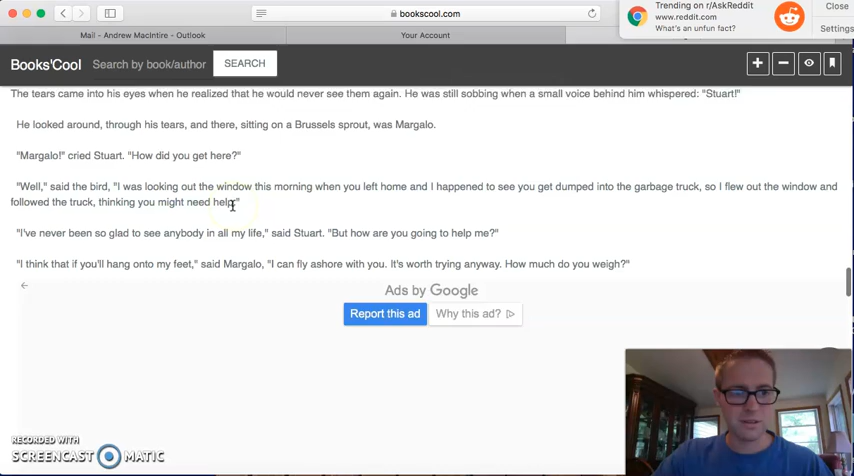 bookscool.com
Trending on r/AskReddit
www.reddit.com
What's an unfun fact?
Close
Settings
Mail - Andrew MacIntire - Outlook
Your Account
Books'Cool
Search by book/author
SEARCH
The tears came into his eyes when he realized that he would never see them again. He was still sobbing when a small voice behind him whispered: "Stuart!"
He looked around, through his tears, and there, sitting on a Brussels sprout, was Margalo.
"Margalo!" cried Stuart. "How did you get here?"
"Well," said the bird, "I was looking out the window this morning when you left home and I happened to see you get dumped into the garbage truck, so I flew out the window and
followed the truck, thinking you might need help."
"I've never been so glad to see anybody in all my life," said Stuart. "But how are you going to help me?"
"I think that if you'll hang onto my feet," said Margalo, "I can fly ashore with you. It's worth trying anyway. How much do you weigh?"
Ads by Google
Report this ad
Why this ad?
RECORDED WITH
SCREENCAST MATIC